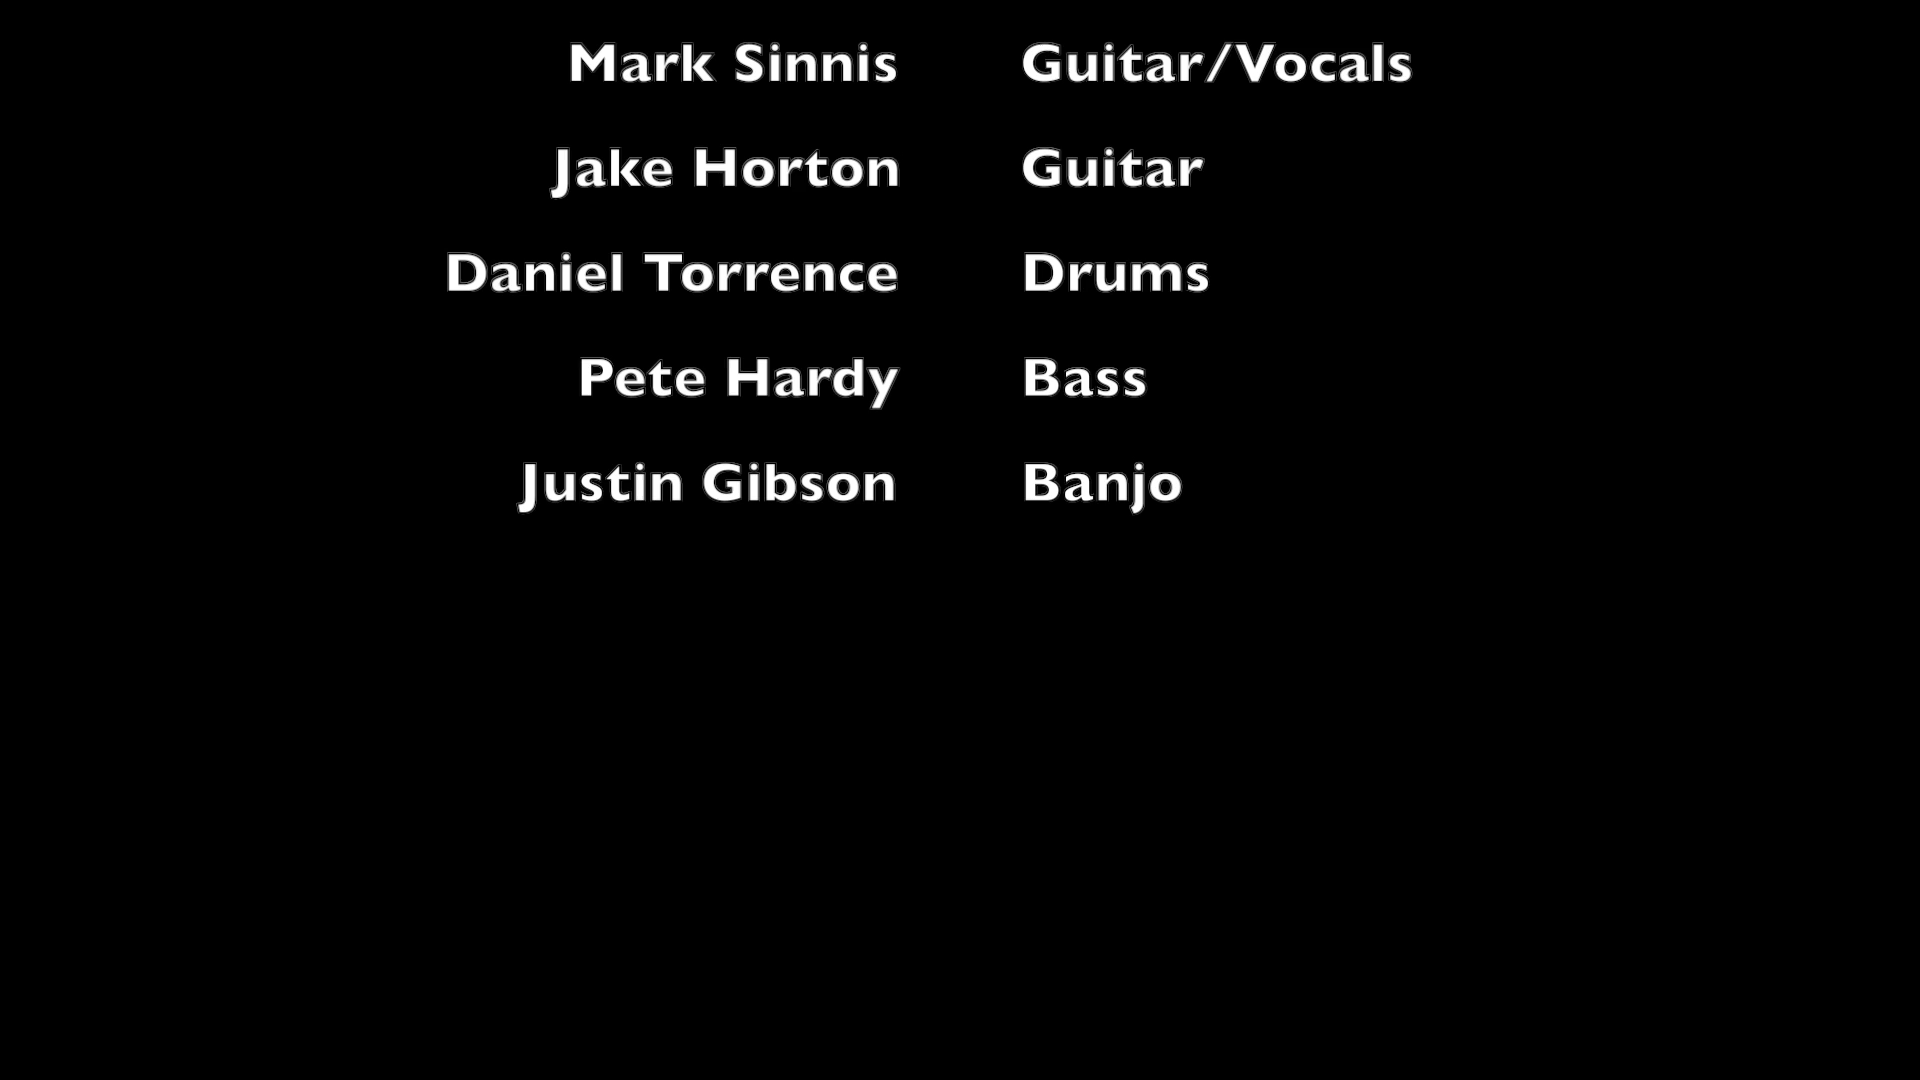 Mark Sinnis Guitar/Vocals
Jake Horton Guitar
Daniel Torrence Drums
Pete Hardy Bass
Justin Gibson Banjo